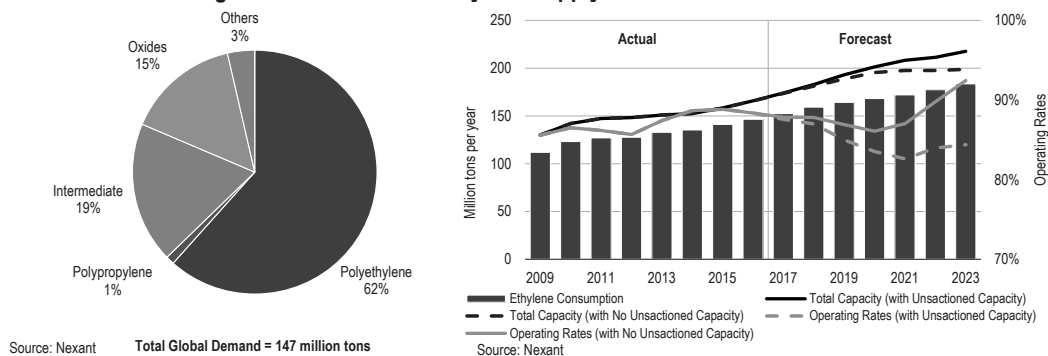 Others
3%
Oxides
15%
Intermediate
19%
Polypropylene
1%
Polyethylene
62%
Source: Nexant
Total Global Demand = 147 million tons
Actual
Forecast
Million tons per year
250
200
150
100
50
0
100%
90%
80%
70%
Operating Rates
2009 2011 2013 2015 2017 2019 2021 2023
Ethylene Consumption
Total Capacity (with Unsactioned Capacity)
Total Capacity (with No Unsactioned Capacity)
Operating Rates (with Unsactioned Capacity)
Operating Rates (with No Unsactioned Capacity)
Source: Nexant